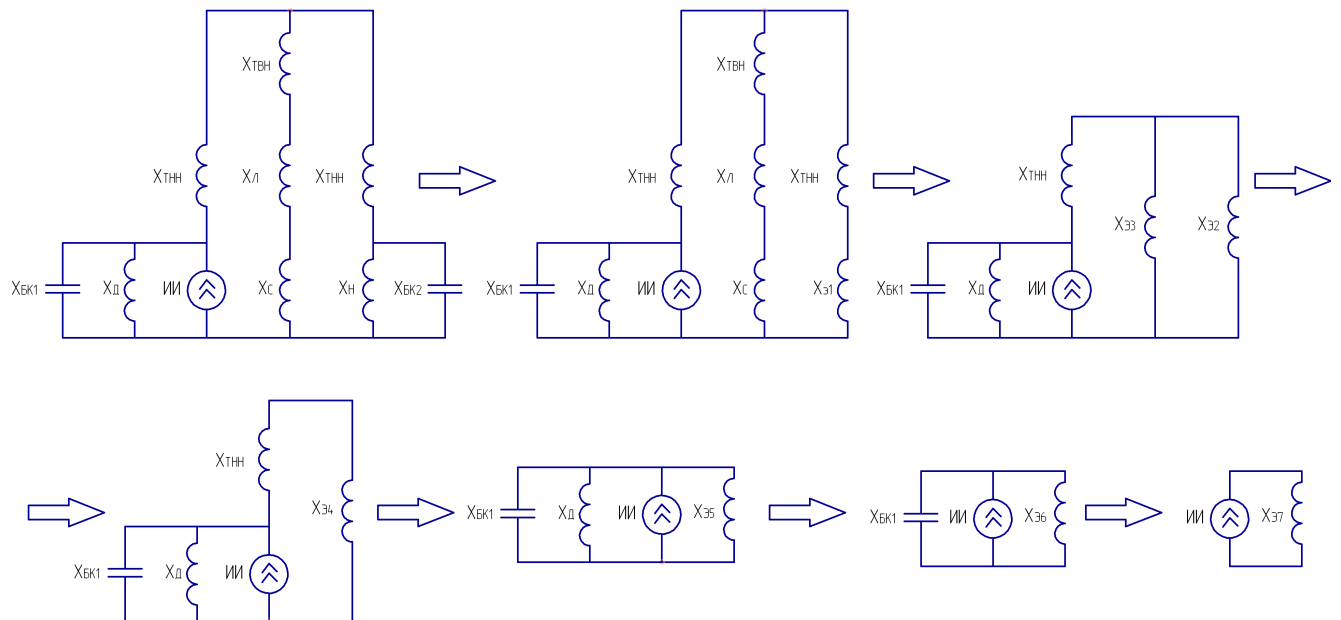 XТВН
XТНН
XЛ
XТНН
XБК1
XД
ИИ
XС
XН
XБК2
XТВН
XТНН
XЛ
XТНН
XБК1
XД
ИИ
XС
XЭ1
XТНН
XЭ3
XЭ2
XБК1
XД
ИИ
XТНН
XЭ4
XБК1
XД
ИИ
XБК1
XД
ИИ
XЭ5
XБК1
ИИ
XЭ6
ИИ
XЭ7